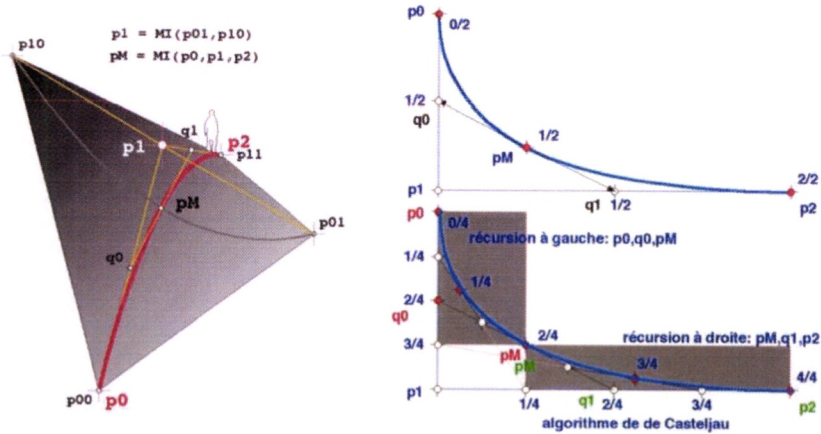 p1 = MI(p01,p10)
pM = MI(p0,p1,p2)
p10
p1
q1
p2
p11
pM
p01
q0
p00
p0
p0
0/2
1/2
q0
1/2
pM
2/2
p1
q1
1/2
p2
p0
0/4
récursion à gauche: p0,q0,pM
1/4
1/4
2/4
q0
2/4
récursion à droite: pM,q1,p2
3/4
pM
pM
3/4
4/4
p1
1/4
q1
2/4
3/4
p2
algorithme de de Casteljau